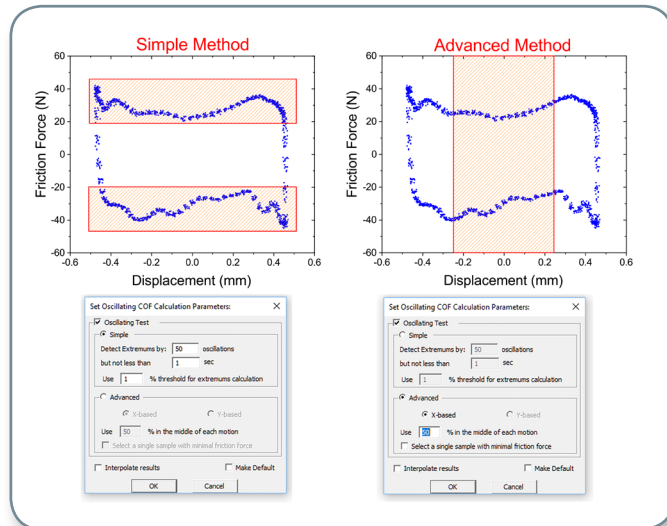 Simple Method
Advanced Method
60
40
20
0
-20
-40
-60
Friction Force (N)
-0.6 -0.4 -0.2 0.0 0.2 0.4 0.6
Displacement (mm)
60
40
20
0
-20
-40
-60
Friction Force (N)
-0.6 -0.4 -0.2 0.0 0.2 0.4 0.6
Displacement (mm)
Set Oscillating COF Calculation Parameters:
Oscillating Test
Simple
Detect Extremums by: 50 oscillations
but not less than 1 sec
Use 1 % threshold for extremums calculation
Advanced
X-based Y-based
Use 50 % in the middle of each motion
Select a single sample with minimal friction force
Interpolate results Make Default
OK Cancel
Set Oscillating COF Calculation Parameters:
Oscillating Test
Simple
Detect Extremums by: 50 oscillations
but not less than 1 sec
Use 1 % threshold for extremums calculation
Advanced
X-based Y-based
Use 50 % in the middle of each motion
Select a single sample with minimal friction force
Interpolate results Make Default
OK Cancel